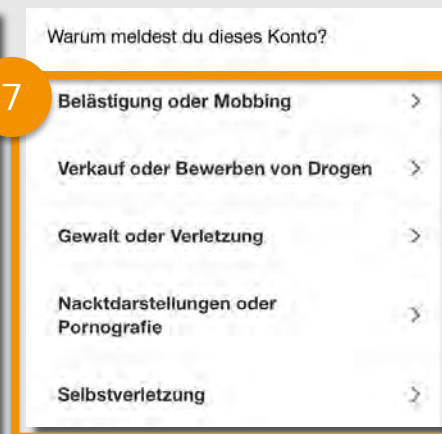 Warum meldest du dieses Konto?
7
Belästigung oder Mobbing
Verkauf oder Bewerben von Drogen
Gewalt oder Verletzung
Nacktdarstellungen oder
Pornografie
Selbstverletzung